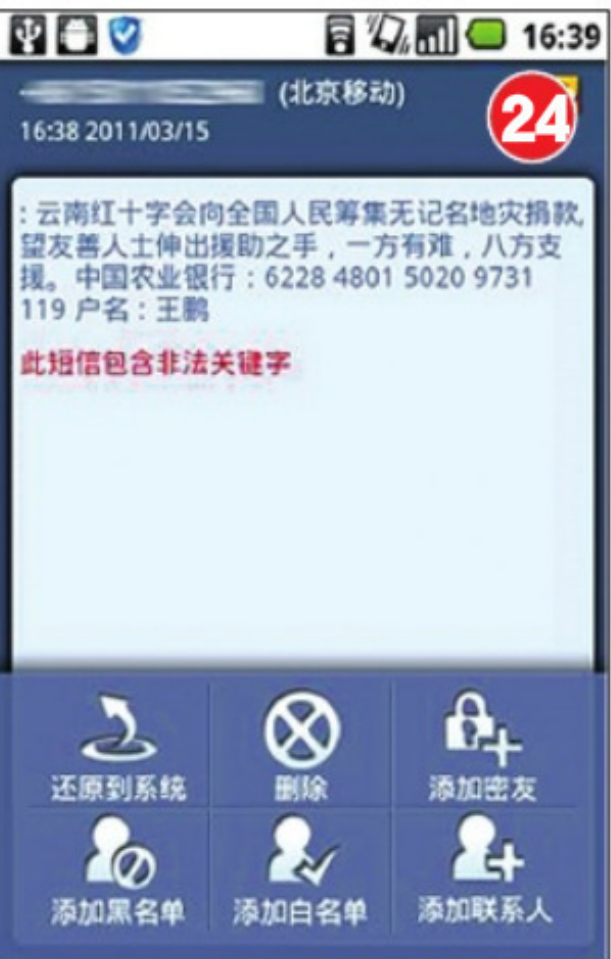 16:39
(北京移动)
16:38 2011/03/15
24
:云南红十字会向全国人民筹集无记名地灾捐款,
望友善人士伸出援助之手,一方有难,八方支
援。中国农业银行:6228 4801 5020 9731
119 户名:王鹏
此短信包含非法关键字
还原到系统 删除 添加密友
添加黑名单 添加白名单 添加联系人